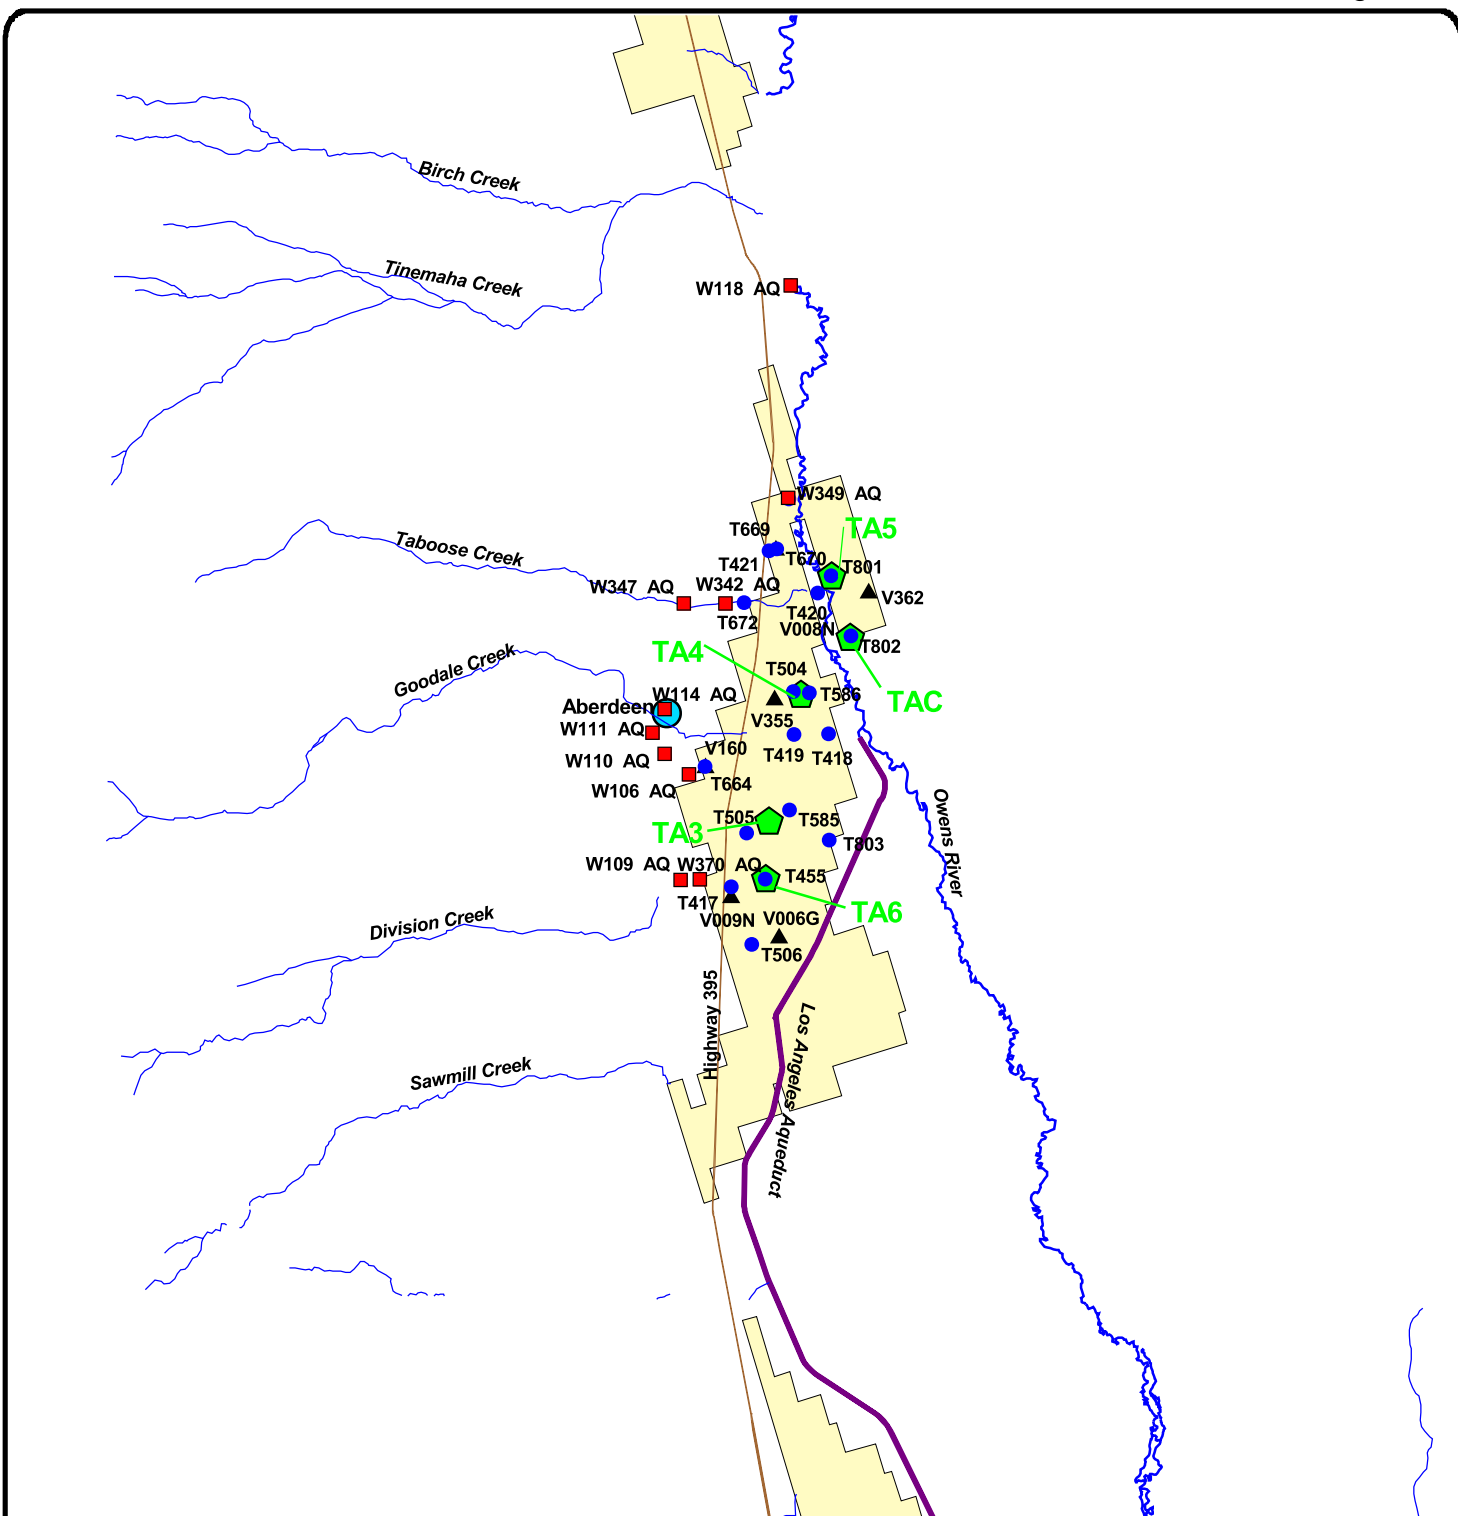 Birch Creek
Tinemaha Creek
W118 AQ
W349 AQ
TA5
T669
T670
T421
T801
Taboose Creek
W347 AQ
W342 AQ
V362
T672
T420
V008N
T802
TA4
Goodale Creek
T504
W114 AQ
T586
TAC
Aberdeen
V355
W111 AQ
V160
T419
T418
W110 AQ
T664
W106 AQ
T505
T585
TA3
T803
Owens River
W109 AQ
W370 AQ
T455
T417
TA6
V009N
V006G
Division Creek
T506
Highway 395
Los Angeles Aqueduct
Sawmill Creek